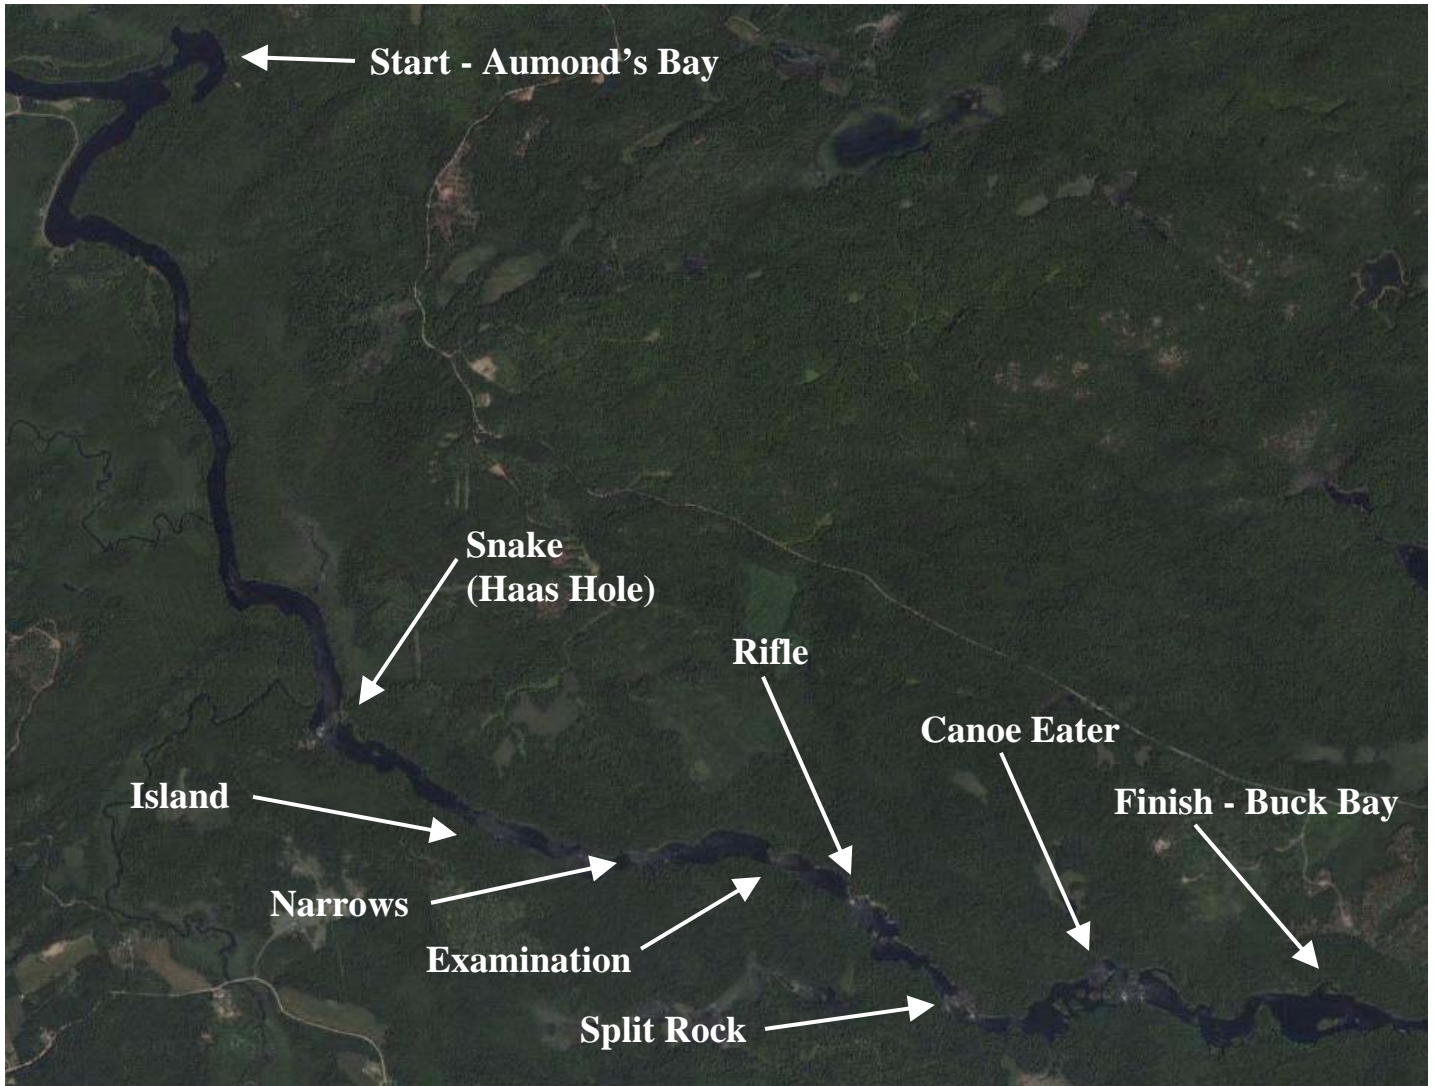 Start - Aumond’s Bay
Snake
(Haas Hole)
Rifle
Canoe Eater
Island
Finish - Buck Bay
Narrows
Examination
Split Rock